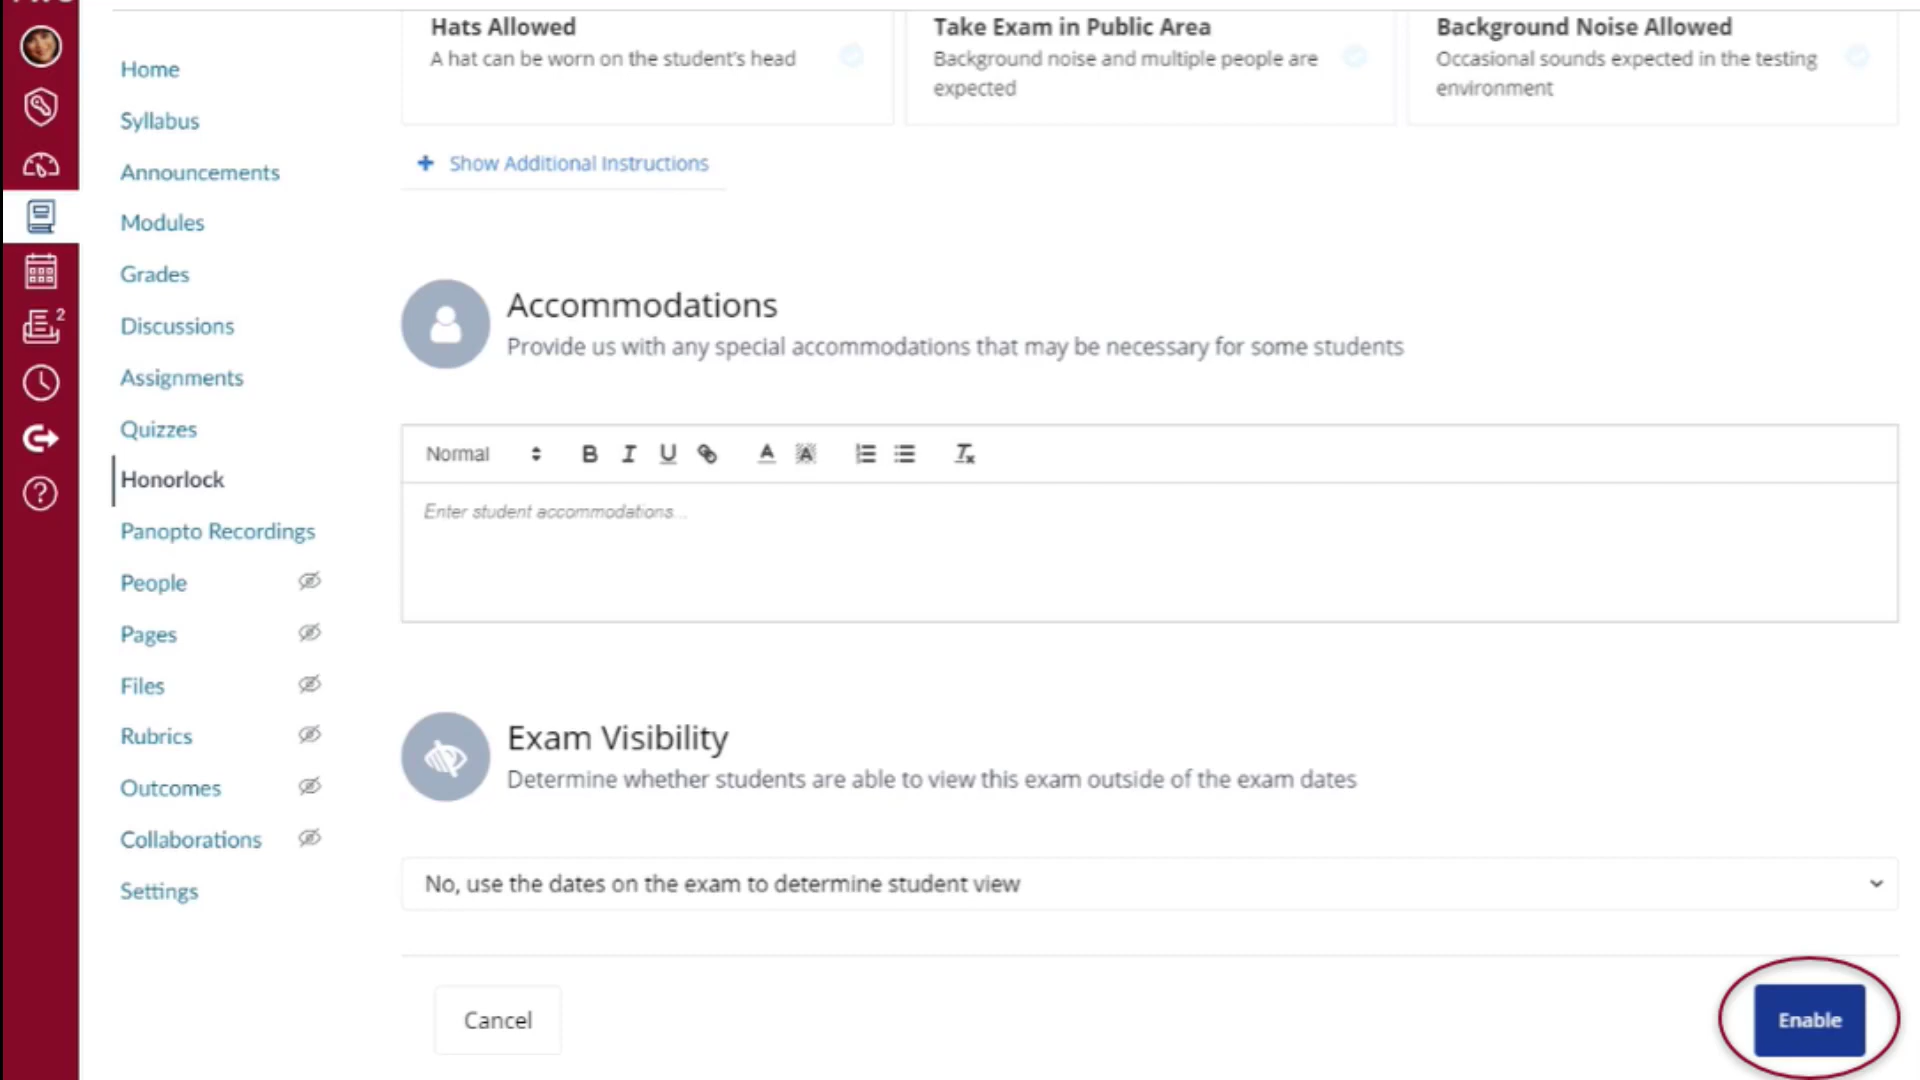 Hats Allowed
A hat can be worn on the student's head
Take Exam in Public Area
Background noise and multiple people are
expected
Background Noise Allowed
Occasional sounds expected in the testing
environment
Home
Syllabus
Announcements
Modules
Grades
Discussions
Assignments
Quizzes
Honorlock
Panopto Recordings
People
Pages
Files
Rubrics
Outcomes
Collaborations
Settings
2
+ Show Additional Instructions
Accommodations
Provide us with any special accommodations that may be necessary for some students
Normal B I U A A Tx
Enter student accommodations...
Exam Visibility
Determine whether students are able to view this exam outside of the exam dates
No, use the dates on the exam to determine student view
Cancel
Enable